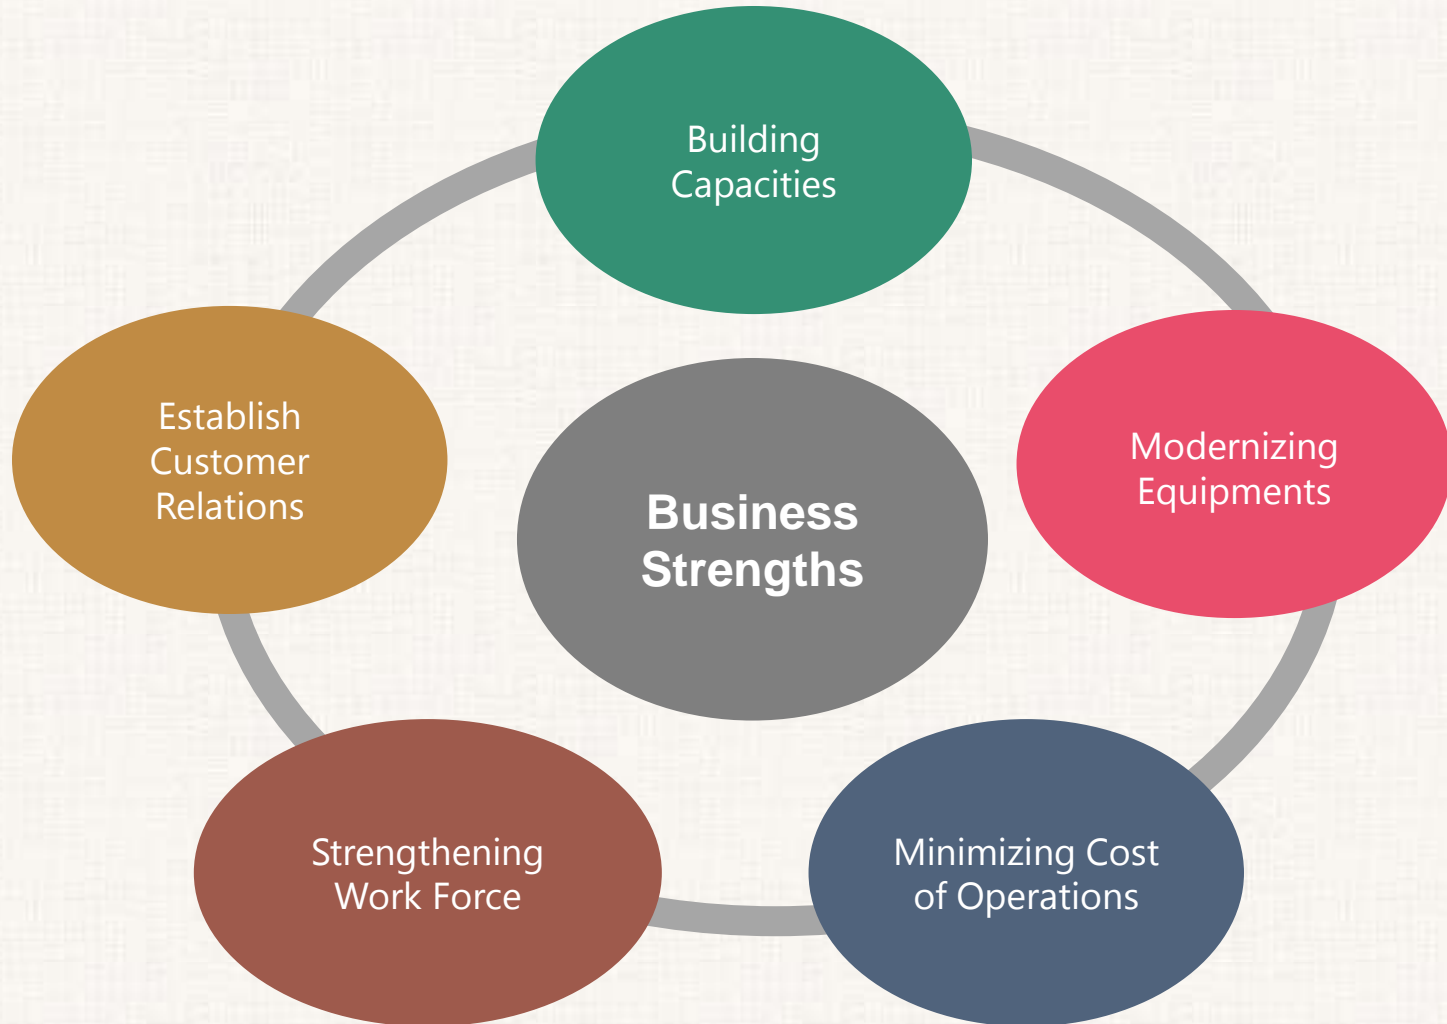 Building
Capacities
Establish
Customer
Relations
Modernizing
Equipments
Business
Strengths
Strengthening
Work Force
Minimizing Cost
of Operations